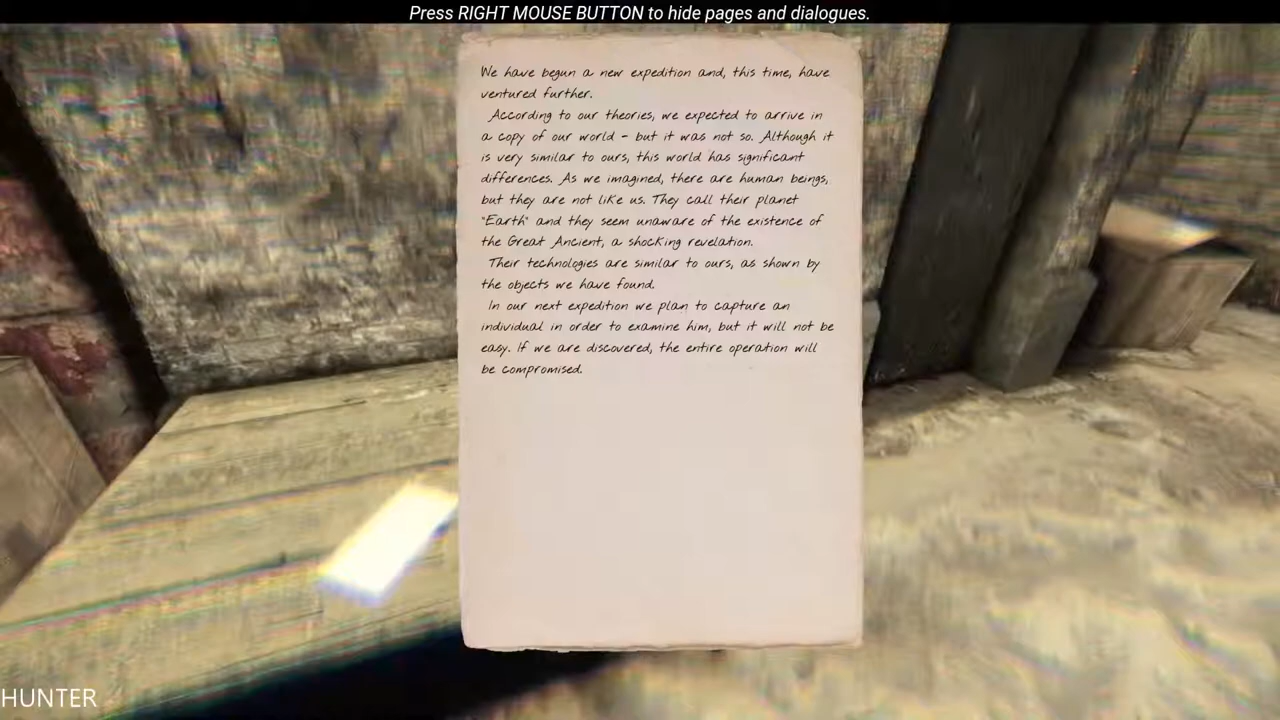 Press RIGHT MOUSE BUTTON to hide pages and dialogues.
We have begun a new expedition and, this time, have
ventured further.
According to our theories, we expected to arrive in
a copy of our world - but it was not so. Although it
is very similar to ours, this world has significant
differences. As we imagined, there are human beings,
but they are not like us. They call their planet
"Earth" and they seem unaware of the existence of
the Great Ancient, a shocking revelation.
Their technologies are similar to ours, as shown by
the objects we have found.
In our next expedition we plan to capture an
individual in order to examine him, but it will not be
easy. If we are discovered, the entire operation will
be compromised.
HUNTER